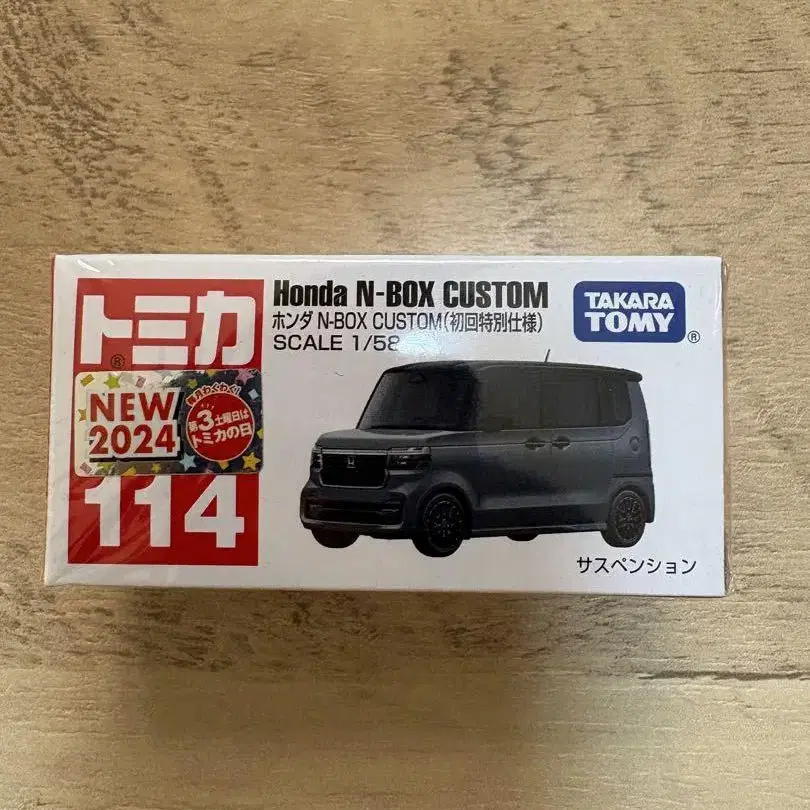 トミカ
®
NEW
2024
毎月わくわく!
第3土曜日は
トミカの日
114
Honda N-BOX CUSTOM
ホンダ N-BOX CUSTOM(初回特別仕様)
SCALE 1/58
TAKARA
TOMY
®
サスペンション